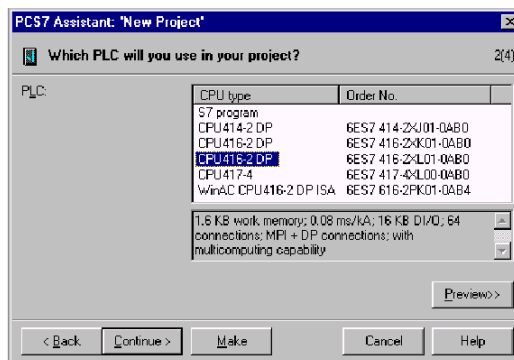 PCS7 Assistant: 'New Project'
Which PLC will you use in your project? 2(4)
PLC:
CPU type Order No.
S7 program
CPU414-2 DP 6ES7 414-2XJ01-0AB0
CPU416-2 DP 6ES7 416-2XK01-0AB0
CPU416-2 DP 6ES7 416-2XL01-0AB0
CPU417-4 6ES7 417-4XL00-0AB0
WinAC CPU416-2 DP ISA 6ES7 616-2PK01-0AB4
1.6 KB work memory; 0.08 ms/kA; 16 KB DI/O; 64
connections; MPI + DP connections; with
multicomputing capability
Preview>>
< Back Continue > Make Cancel Help